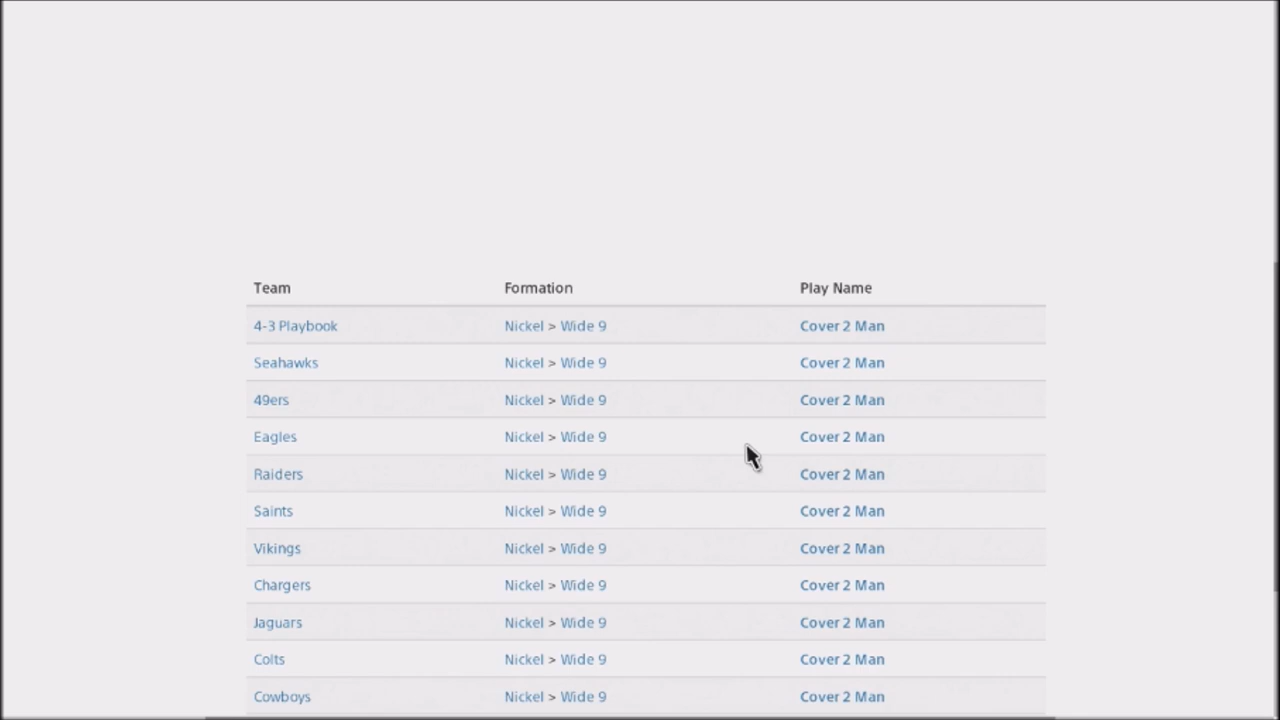 Team Formation Play Name
4-3 Playbook Nickel > Wide 9 Cover 2 Man
Seahawks Nickel > Wide 9 Cover 2 Man
49ers Nickel > Wide 9 Cover 2 Man
Eagles Nickel > Wide 9 Cover 2 Man
Raiders Nickel > Wide 9 Cover 2 Man
Saints Nickel > Wide 9 Cover 2 Man
Vikings Nickel > Wide 9 Cover 2 Man
Chargers Nickel > Wide 9 Cover 2 Man
Jaguars Nickel > Wide 9 Cover 2 Man
Colts Nickel > Wide 9 Cover 2 Man
Cowboys Nickel > Wide 9 Cover 2 Man